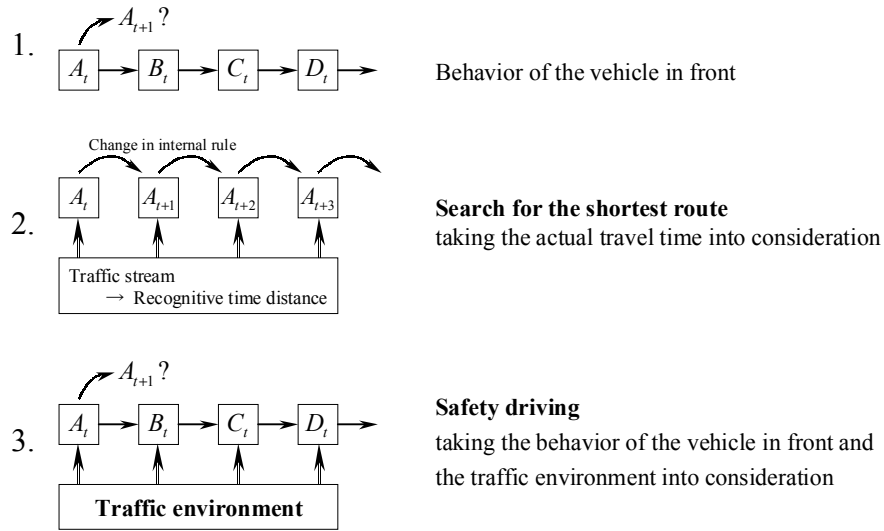 1.
A_{t+1} ?
A_t B_t C_t D_t
Behavior of the vehicle in front
2.
Change in internal rule
A_t A_{t+1} A_{t+2} A_{t+3}
Search for the shortest route
taking the actual travel time into consideration
Traffic stream
→ Recognitive time distance
3.
A_{t+1} ?
A_t B_t C_t D_t
Safety driving
taking the behavior of the vehicle in front and
the traffic environment into consideration
Traffic environment